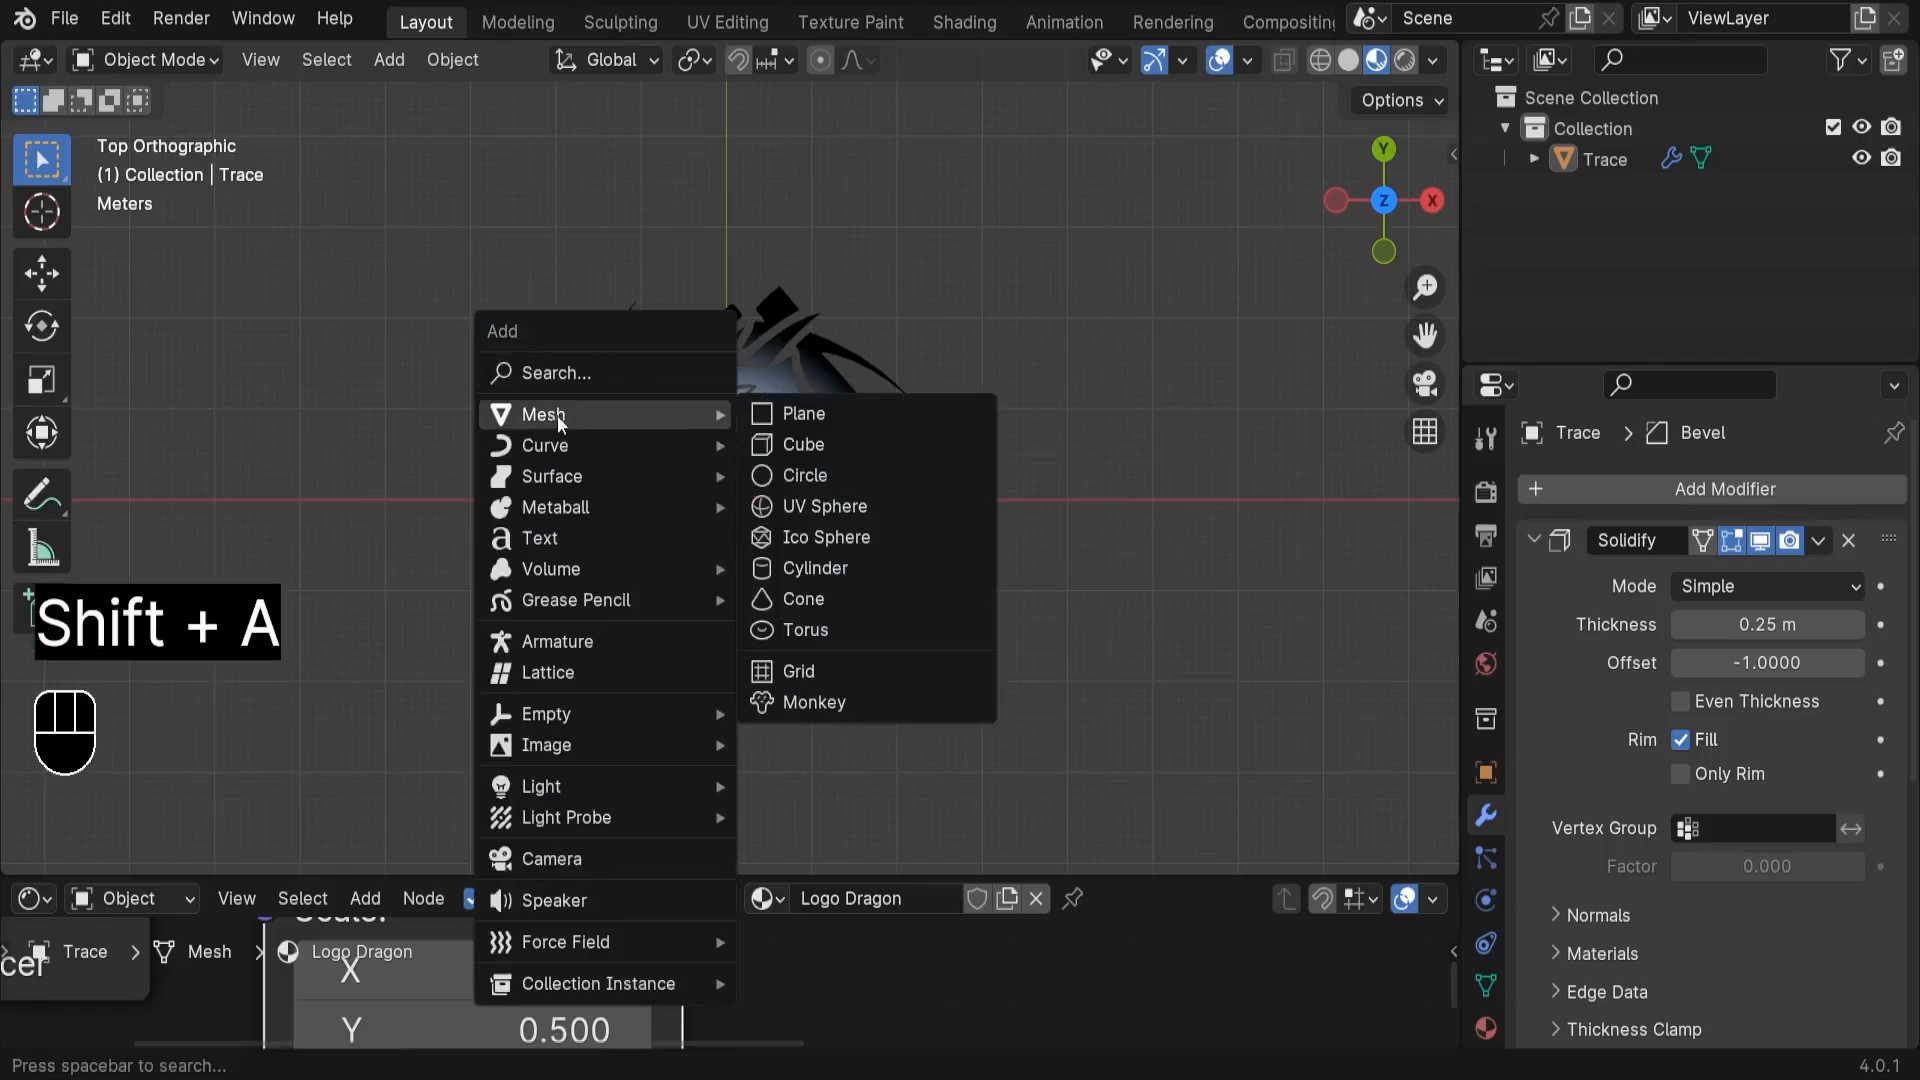 File Edit Render Window Help
Layout Modeling Sculpting UV Editing Texture Paint Shading Animation Rendering Compositing
Scene
ViewLayer
Object Mode View Select Add Object
Global
Options
Top Orthographic
(1) Collection | Trace
Meters
Y
Z
X
Scene Collection
Collection
Trace
Add
Search...
Mesh
Curve
Surface
Metaball
Text
Volume
Grease Pencil
Armature
Lattice
Empty
Image
Light
Light Probe
Camera
Speaker
Force Field
Collection Instance
Plane
Cube
Circle
UV Sphere
Ico Sphere
Cylinder
Cone
Torus
Grid
Monkey
Shift + A
Trace > Bevel
Add Modifier
Solidify
Mode Simple
Thickness 0.25 m
Offset -1.0000
Even Thickness
Rim Fill
Only Rim
Vertex Group
Factor 0.000
Normals
Materials
Edge Data
Thickness Clamp
Object View Select Add Node
Logo Dragon
Trace > Mesh > Logo Dragon
cer
X
Y 0.500
Press spacebar to search...
4.0.1